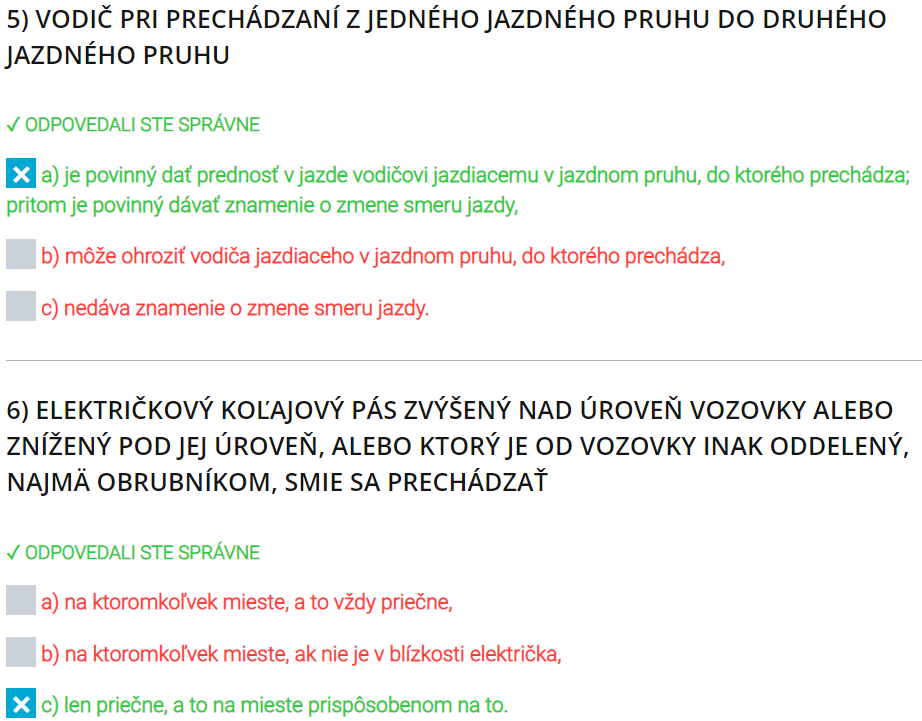 5) VODIČ PRI PRECHÁDZANÍ Z JEDNÉHO JAZDNÉHO PRUHU DO DRUHÉHO
JAZDNÉHO PRUHU
✓ ODPOVEDALI STE SPRÁVNE
a) je povinný dať prednosť v jazde vodičovi jazdiacemu v jazdnom pruhu, do ktorého prechádza;
pritom je povinný dávať znamenie o zmene smeru jazdy,
b) môže ohroziť vodiča jazdiaceho v jazdnom pruhu, do ktorého prechádza,
c) nedáva znamenie o zmene smeru jazdy.
6) ELEKTRIČKOVÝ KOĽAJOVÝ PÁS ZVÝŠENÝ NAD ÚROVEŇ VOZOVKY ALEBO
ZNÍŽENÝ POD JEJ ÚROVEŇ, ALEBO KTORÝ JE OD VOZOVKY INAK ODDELENÝ,
NAJMÄ OBRUBNÍKOM, SMIE SA PRECHÁDZAŤ
✓ ODPOVEDALI STE SPRÁVNE
a) na ktoromkoľvek mieste, a to vždy priečne,
b) na ktoromkoľvek mieste, ak nie je v blízkosti električka,
c) len priečne, a to na mieste prispôsobenom na to.